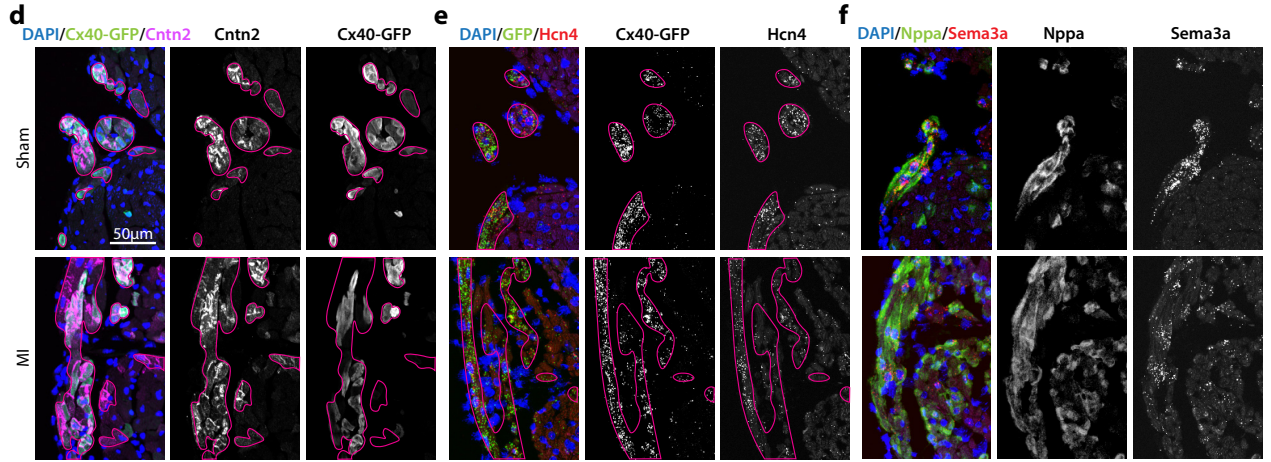 d
DAPI/Cx40-GFP/Cntn2
Cntn2
Cx40-GFP
e
DAPI/GFP/Hcn4
Cx40-GFP
Hcn4
f
DAPI/Nppa/Sema3a
Nppa
Sema3a
Sham
50µm
MI